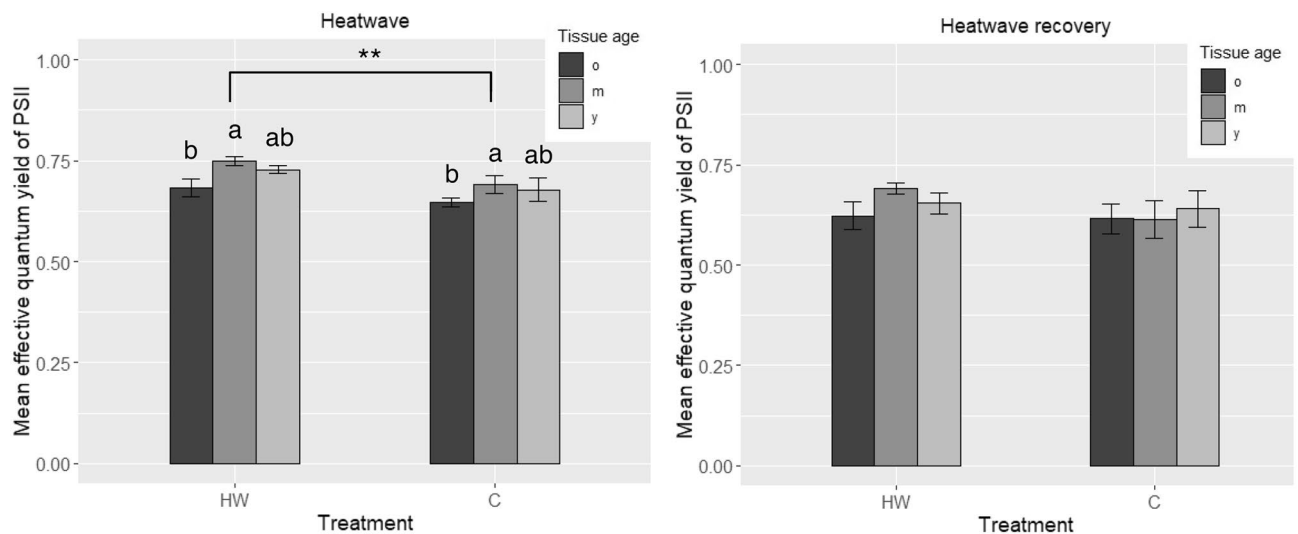 Heatwave
Tissue age
o
m
y
**
1.00
0.75
0.50
0.25
0.00
Mean effective quantum yield of PSII
b
a
ab
b
a
ab
HW
C
Treatment
Heatwave recovery
Tissue age
o
m
y
1.00
0.75
0.50
0.25
0.00
Mean effective quantum yield of PSII
HW
C
Treatment